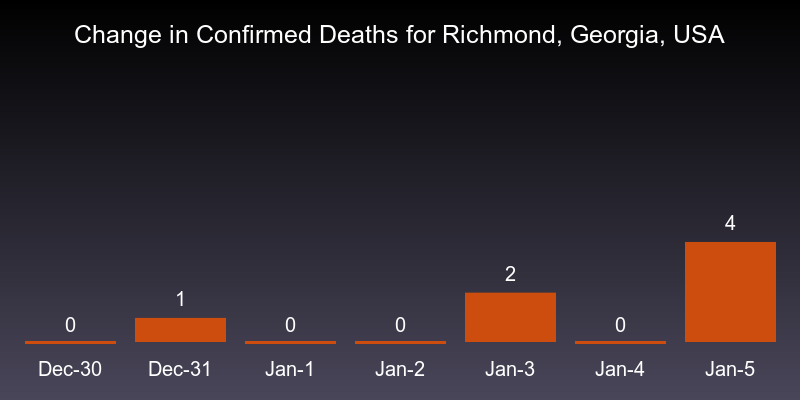 Change in Confirmed Deaths for Richmond, Georgia, USA
4
2
1
0 0 0 0
Dec-30 Dec-31 Jan-1 Jan-2 Jan-3 Jan-4 Jan-5